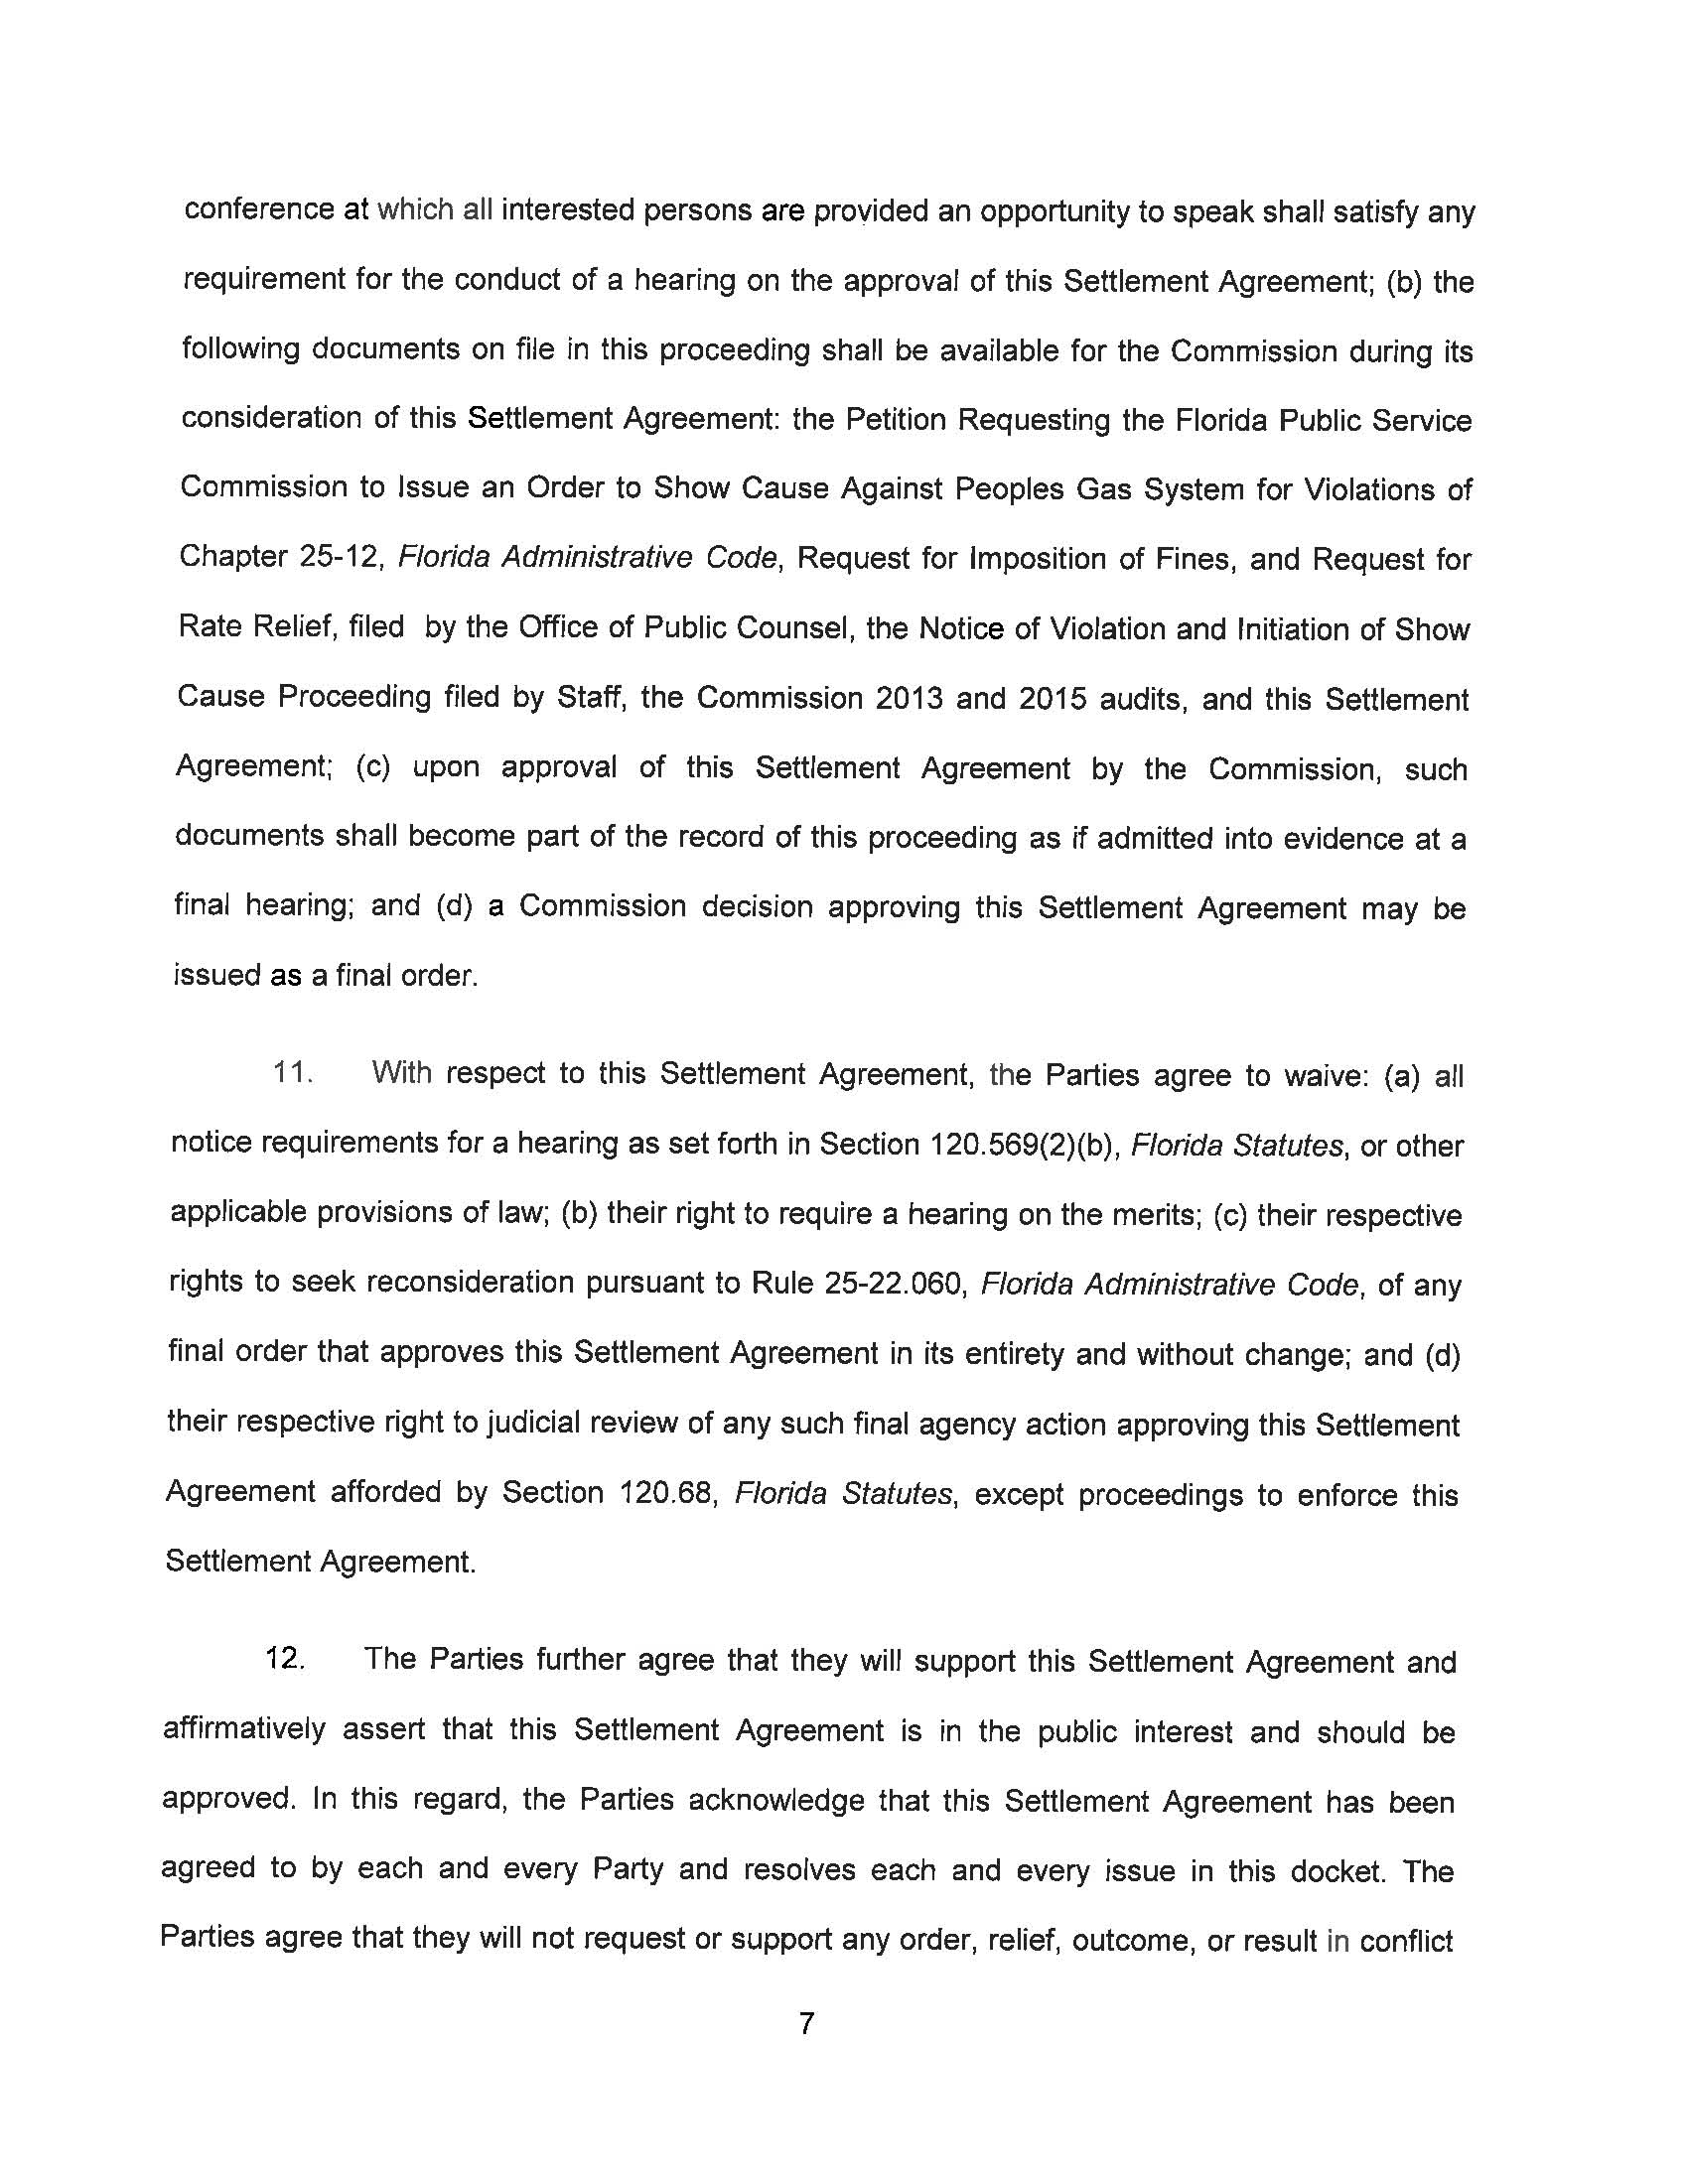 conference at which all interested persons are provided an opportunity to speak shall satisfy any
requirement for the conduct of a hearing on the approval of this Settlement Agreement; (b) the
following documents on file in this proceeding shall be available for the Commission during its
consideration of this Settlement Agreement: the Petition Requesting the Florida Public Service
Commission to Issue an Order to Show Cause Against Peoples Gas System for Violations of
Chapter 25-12, Florida Administrative Code, Request for Imposition of Fines, and Request for
Rate Relief, filed by the Office of Public Counsel, the Notice of Violation and Initiation of Show
Cause Proceeding filed by Staff, the Commission 2013 and 2015 audits, and this Settlement
Agreement; (c) upon approval of this Settlement Agreement by the Commission, such
documents shall become part of the record of this proceeding as if admitted into evidence at a
final hearing; and (d) a Commission decision approving this Settlement Agreement may be
issued as a final order.
11. With respect to this Settlement Agreement, the Parties agree to waive: (a) all
notice requirements for a hearing as set forth in Section 120.569(2)(b), Florida Statutes, or other
applicable provisions of law; (b) their right to require a hearing on the merits; (c) their respective
rights to seek reconsideration pursuant to Rule 25-22.060, Florida Administrative Code, of any
final order that approves this Settlement Agreement in its entirety and without change; and (d)
their respective right to judicial review of any such final agency action approving this Settlement
Agreement afforded by Section 120.68, Florida Statutes, except proceedings to enforce this
Settlement Agreement.
12. The Parties further agree that they will support this Settlement Agreement and
affirmatively assert that this Settlement Agreement is in the public interest and should be
approved. In this regard, the Parties acknowledge that this Settlement Agreement has been
agreed to by each and every Party and resolves each and every issue in this docket. The
Parties agree that they will not request or support any order, relief, outcome, or result in conflict
7